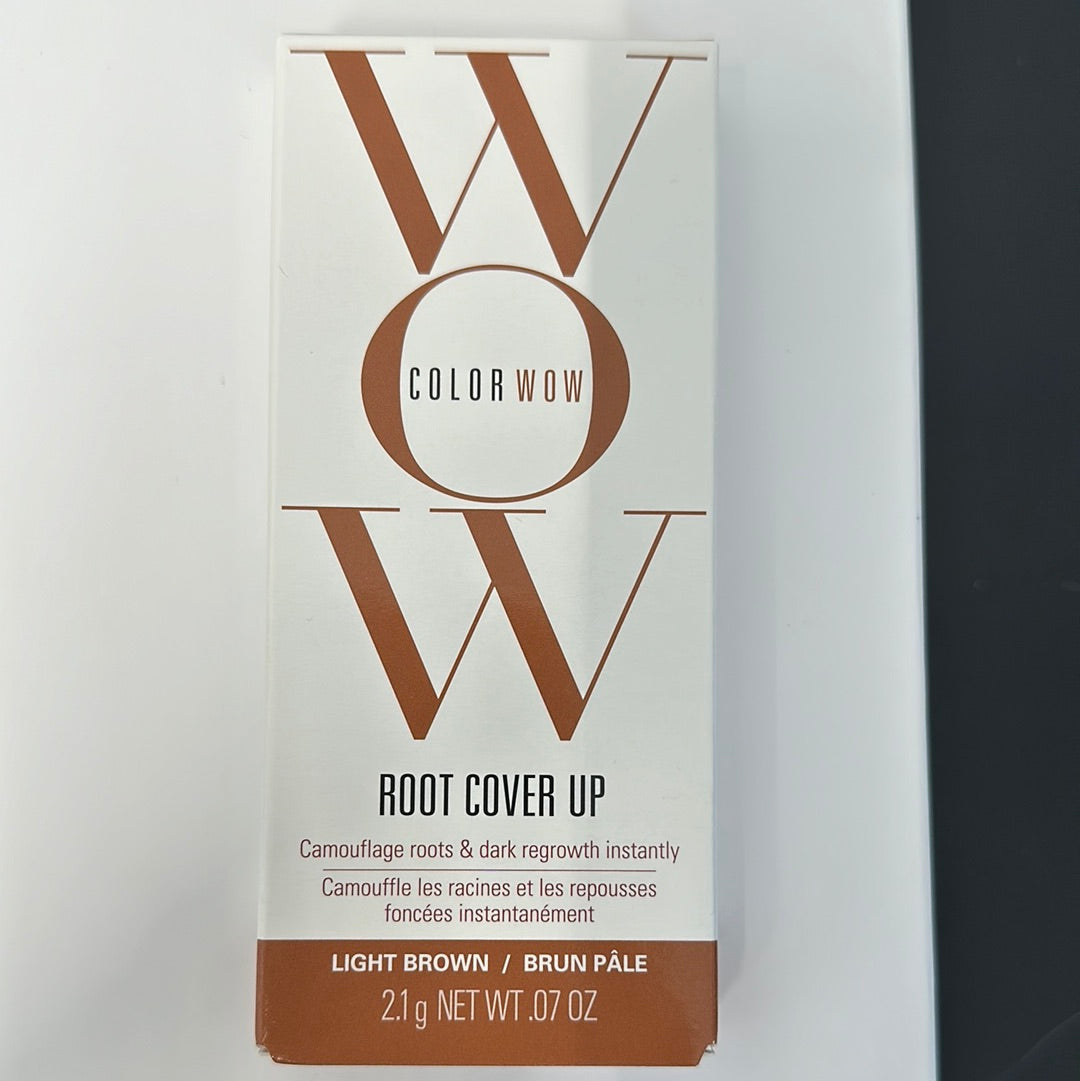 W
O
COLOR WOW
W
ROOT COVER UP
Camouflage roots & dark regrowth instantly
Camouffle les racines et les repousses
foncées instantanément
LIGHT BROWN / BRUN PÂLE
2.1 g NET WT .07 OZ